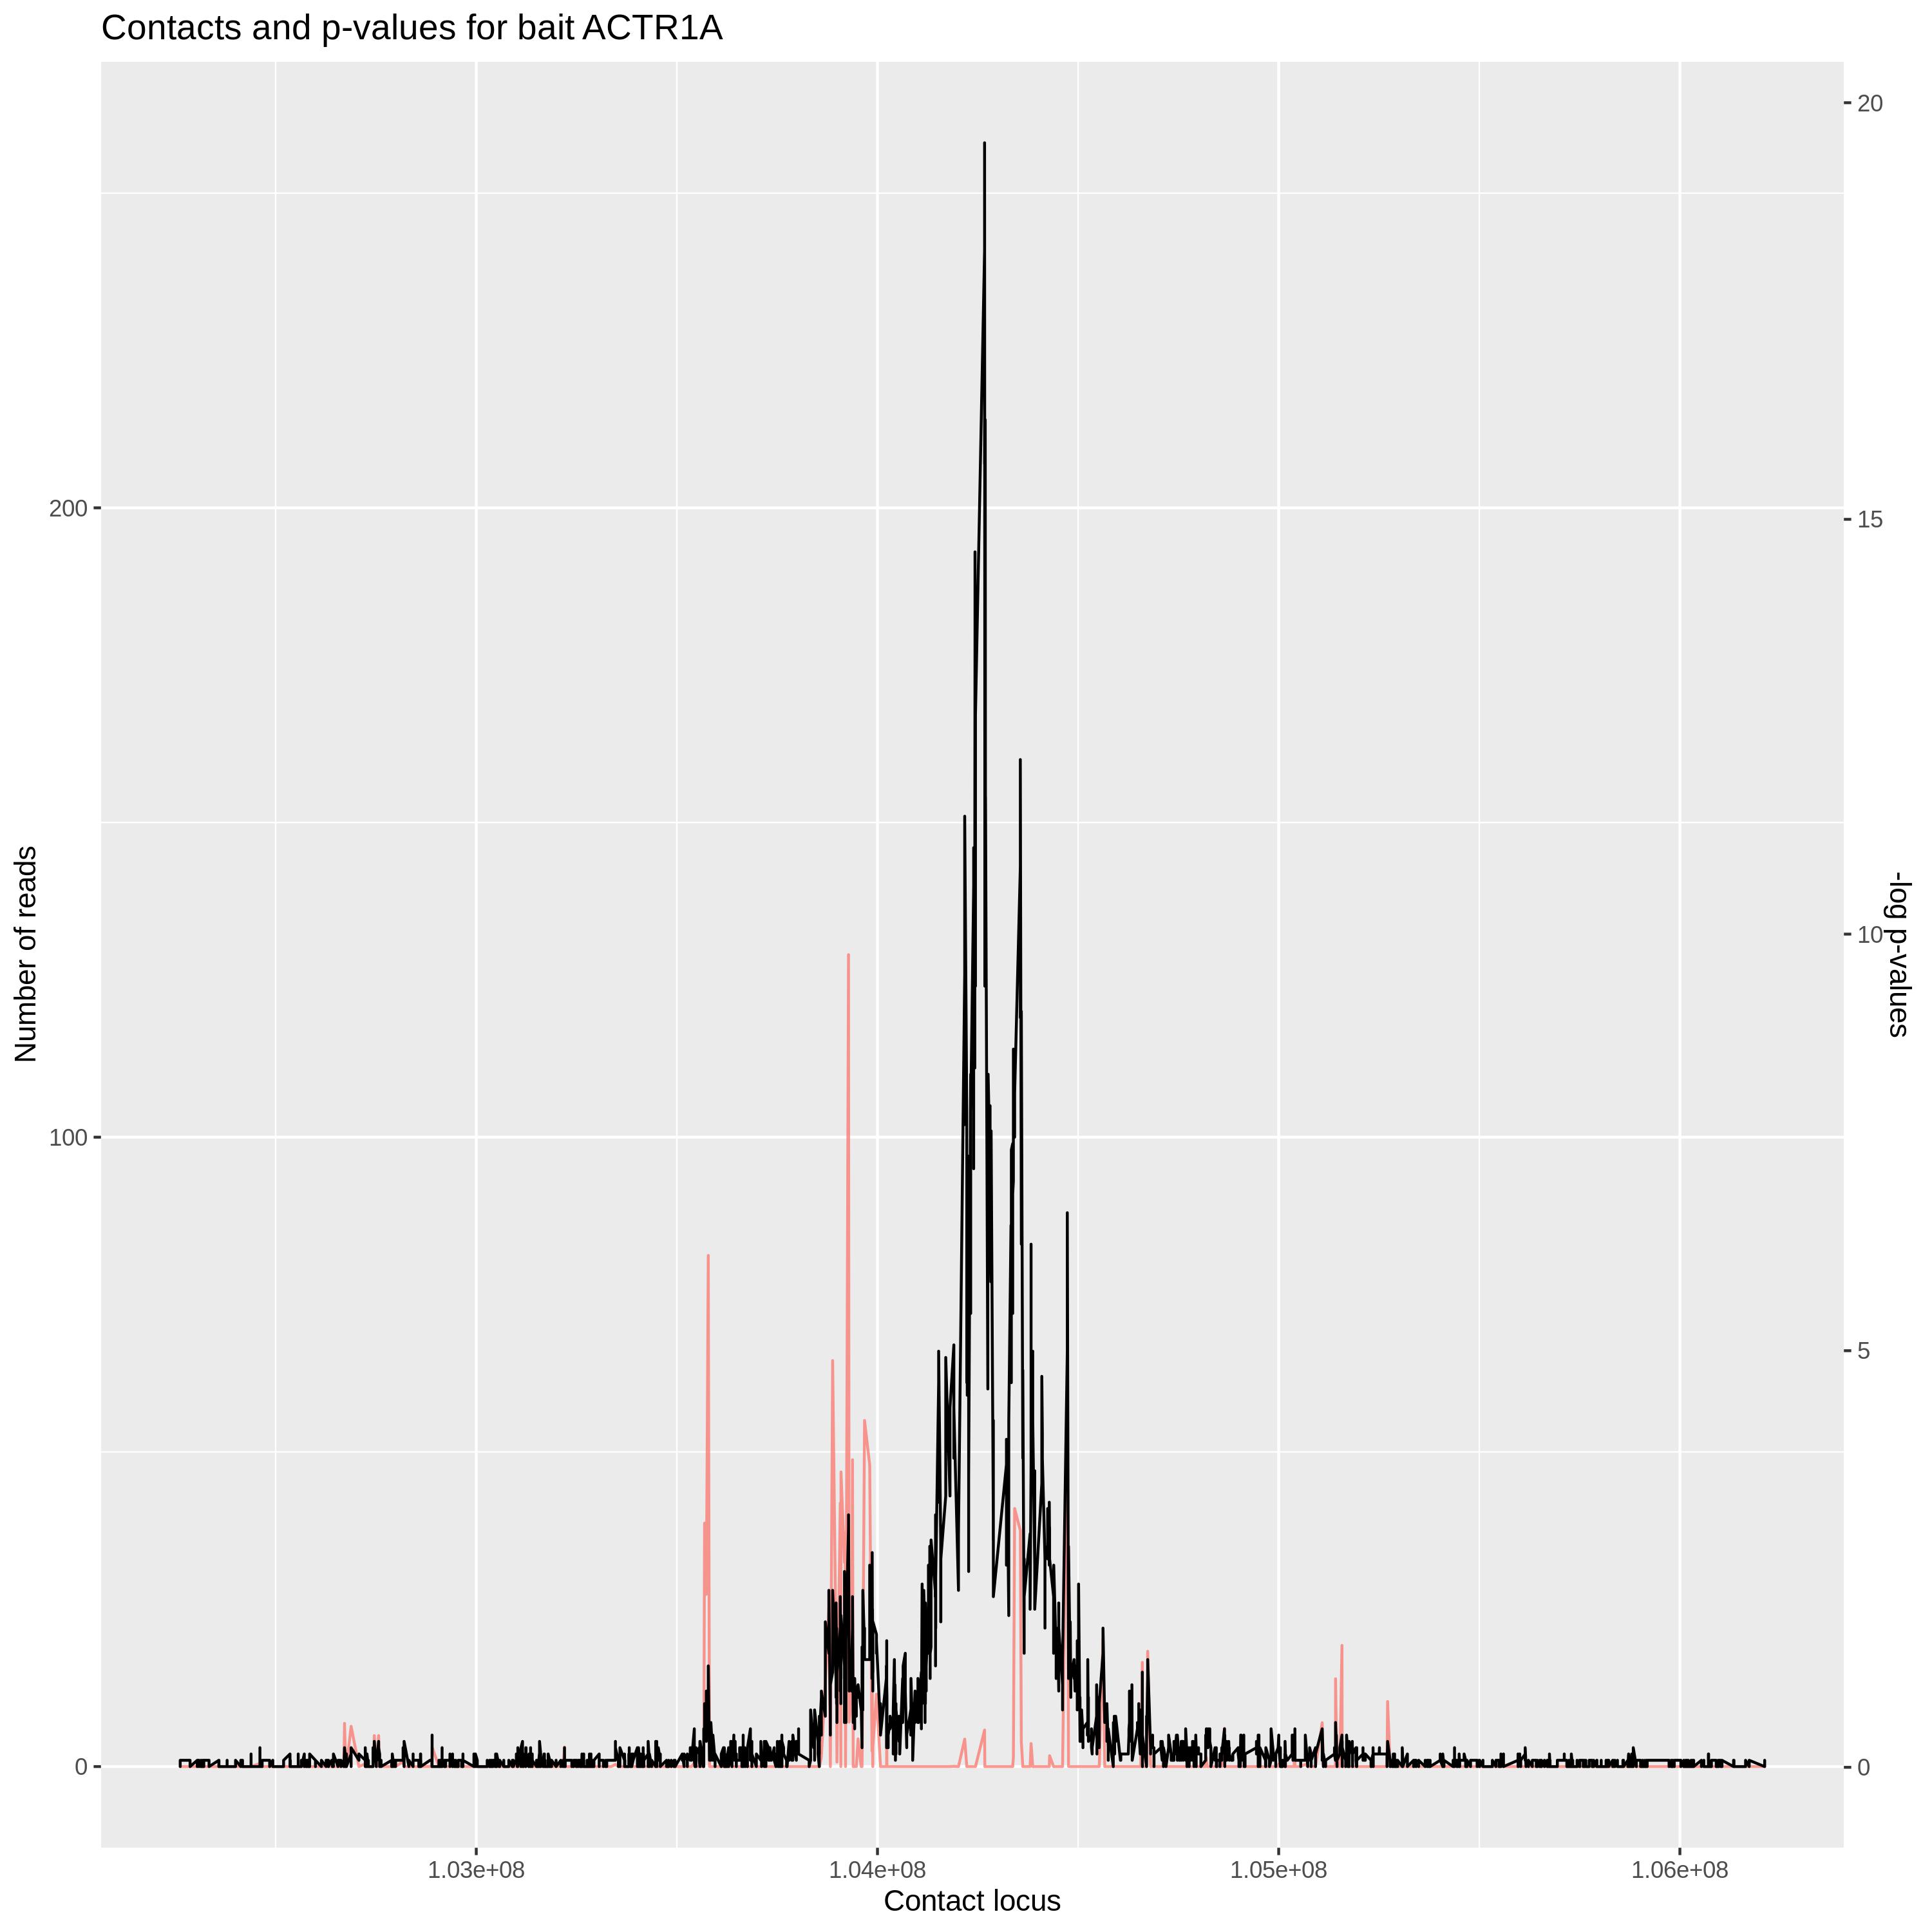 Contacts and p-values for bait ACTR1A
Number of reads
200
100
0
20
15
10
5
0
-log p-values
1.03e+08
1.04e+08
1.05e+08
1.06e+08
Contact locus